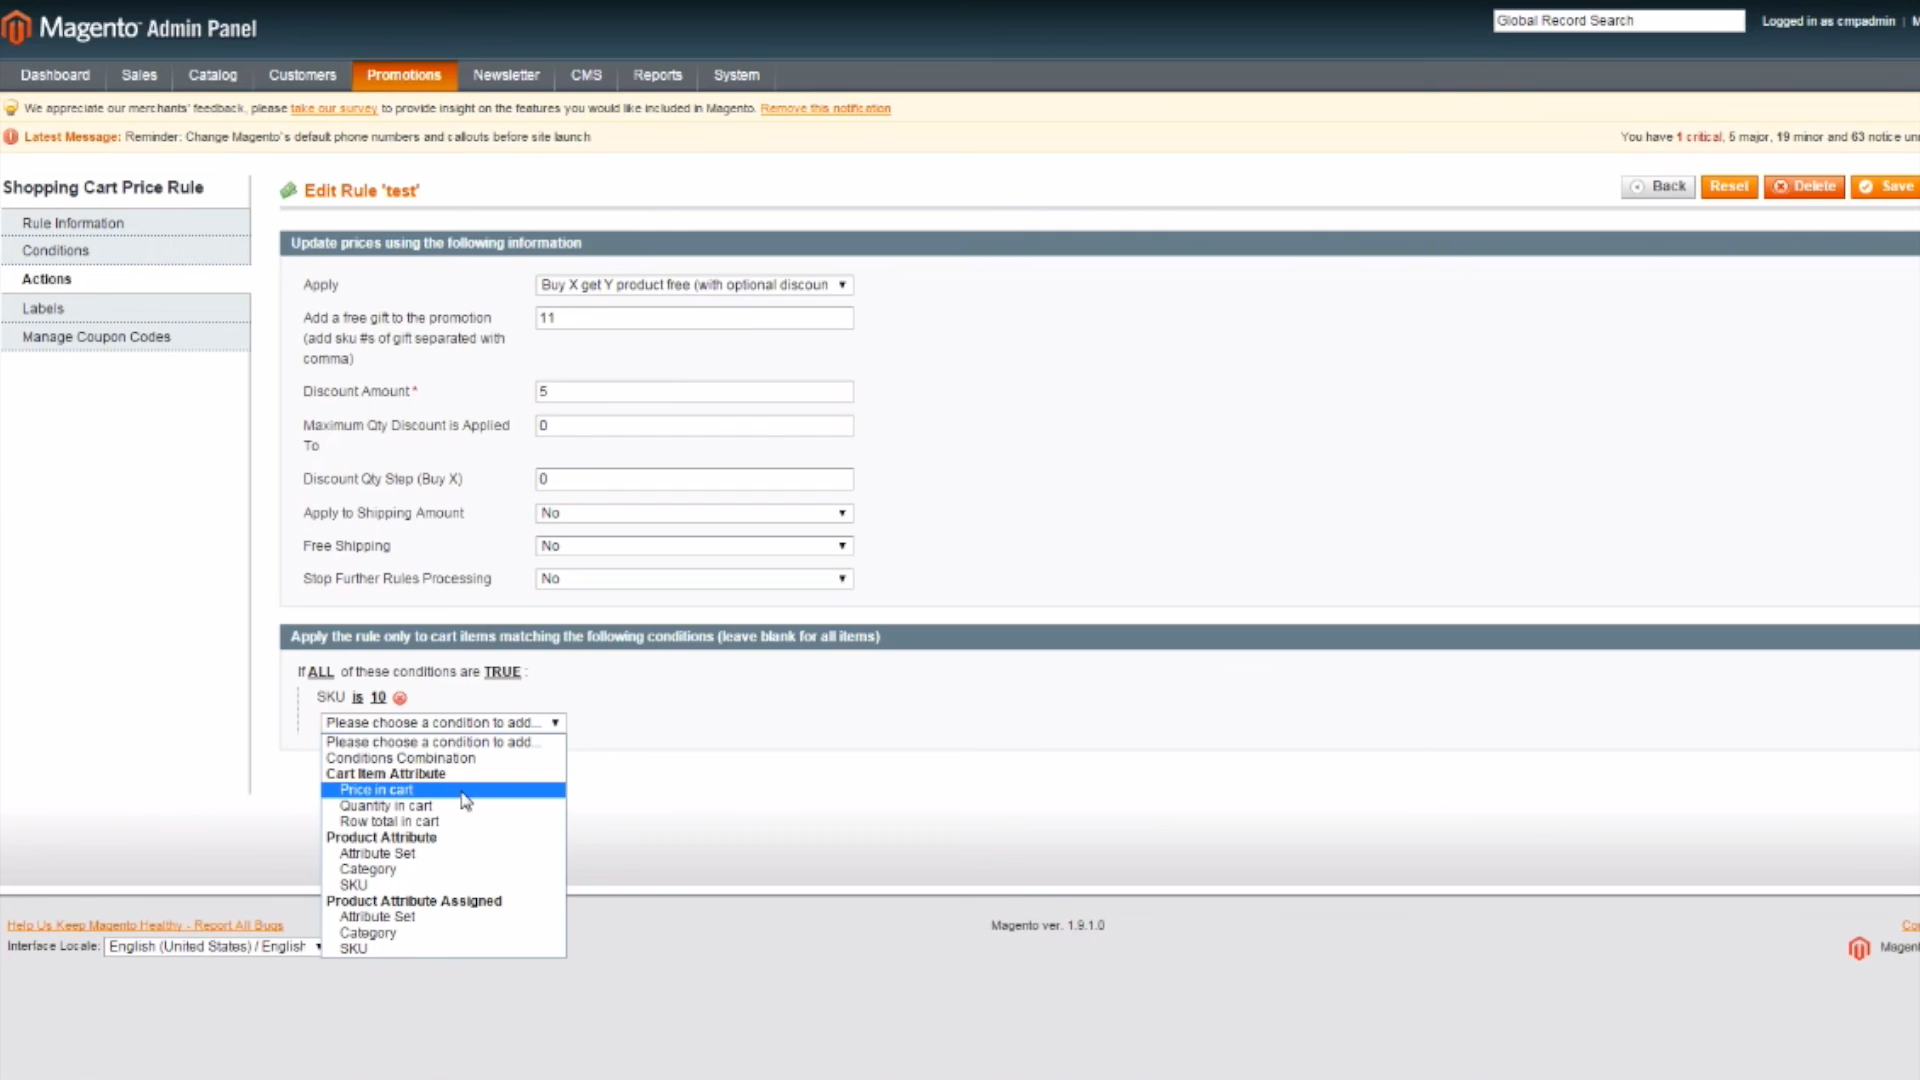 Magento Admin Panel
Global Record Search
Logged in as cmpadmin
Dashboard Sales Catalog Customers Promotions Newsletter CMS Reports System
We appreciate our merchants' feedback, please take our survey to provide insight on the features you would like included in Magento. Remove this notification
Latest Message: Reminder: Change Magento's default phone numbers and callouts before site launch
You have 1 critical, 5 major, 19 minor and 63 notice
Shopping Cart Price Rule
Rule Information
Conditions
Actions
Labels
Manage Coupon Codes
Edit Rule 'test'
Back Reset Delete Save
Update prices using the following information
Apply Buy X get Y product free (with optional discoun
Add a free gift to the promotion 11
(add sku #s of gift separated with
comma)
Discount Amount * 5
Maximum Qty Discount is Applied 0
To
Discount Qty Step (Buy X) 0
Apply to Shipping Amount No
Free Shipping No
Stop Further Rules Processing No
Apply the rule only to cart items matching the following conditions (leave blank for all items)
If ALL of these conditions are TRUE :
SKU is 10
Please choose a condition to add...
Please choose a condition to add...
Conditions Combination
Cart Item Attribute
Price in cart
Quantity in cart
Row total in cart
Product Attribute
Attribute Set
Category
SKU
Product Attribute Assigned
Attribute Set
Category
SKU
Help Us Keep Magento Healthy - Report All Bugs
Interface Locale: English (United States) / English
Magento ver. 1.9.1.0